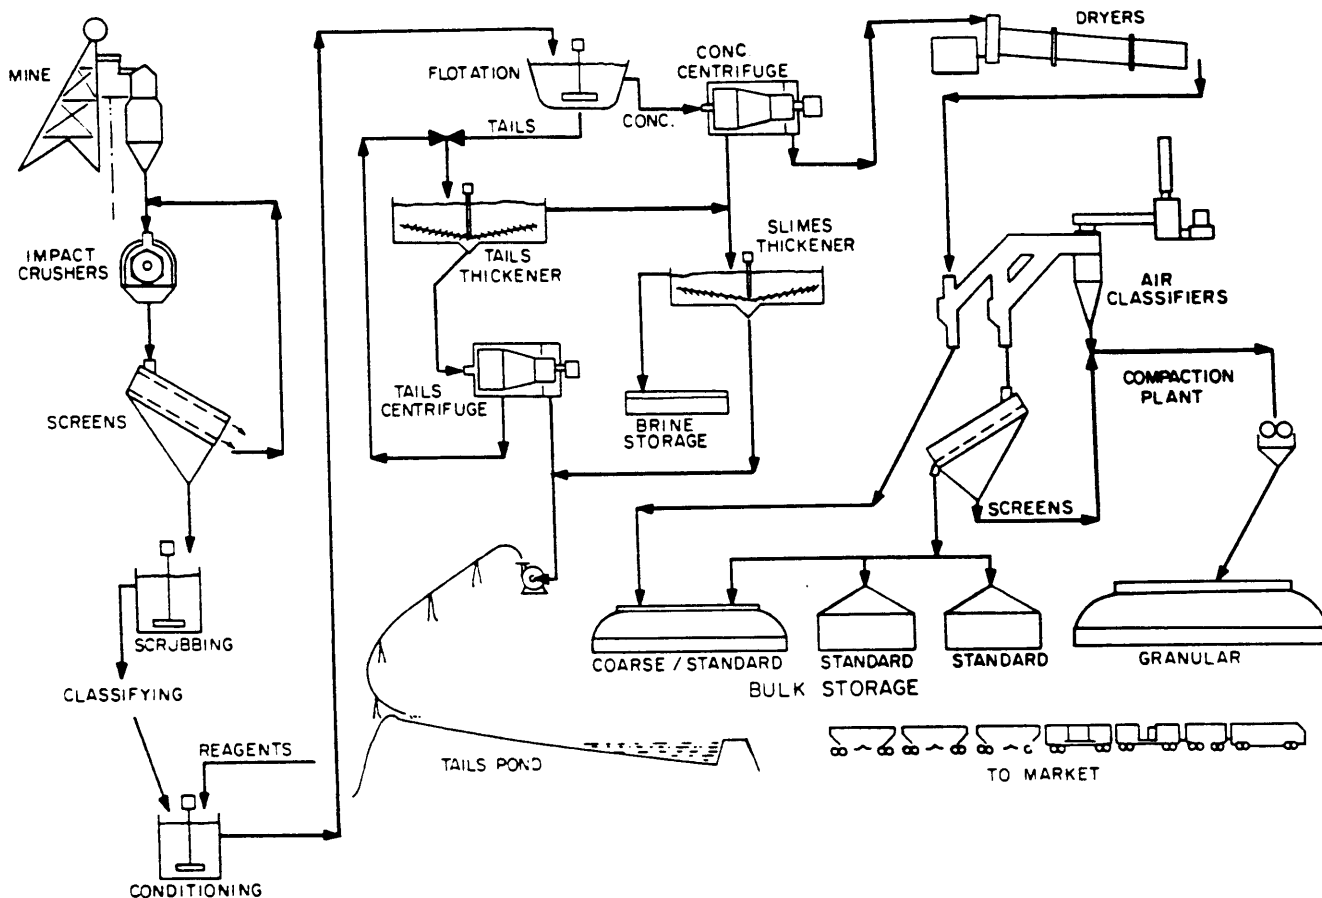 MINE
IMPACT
CRUSHERS
SCREENS
SCRUBBING
CLASSIFYING
REAGENTS
CONDITIONING
FLOTATION
TAILS
CONC.
CONC.
CENTRIFUGE
DRYERS
TAILS
THICKENER
SLIMES
THICKENER
TAILS
CENTRIFUGE
BRINE
STORAGE
AIR
CLASSIFIERS
COMPACTION
PLANT
SCREENS
COARSE / STANDARD
STANDARD
STANDARD
GRANULAR
BULK STORAGE
TAILS POND
TO MARKET